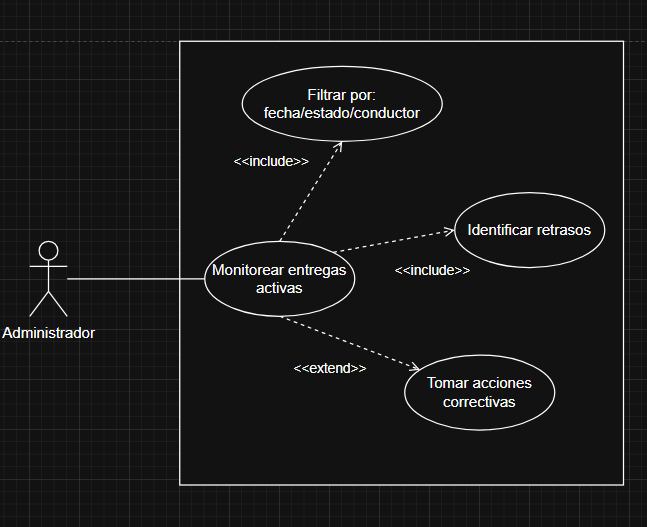 Filtrar por:
fecha/estado/conductor
<<include>>
Identificar retrasos
Monitorear entregas
activas
<<include>>
Administrador
<<extend>>
Tomar acciones
correctivas